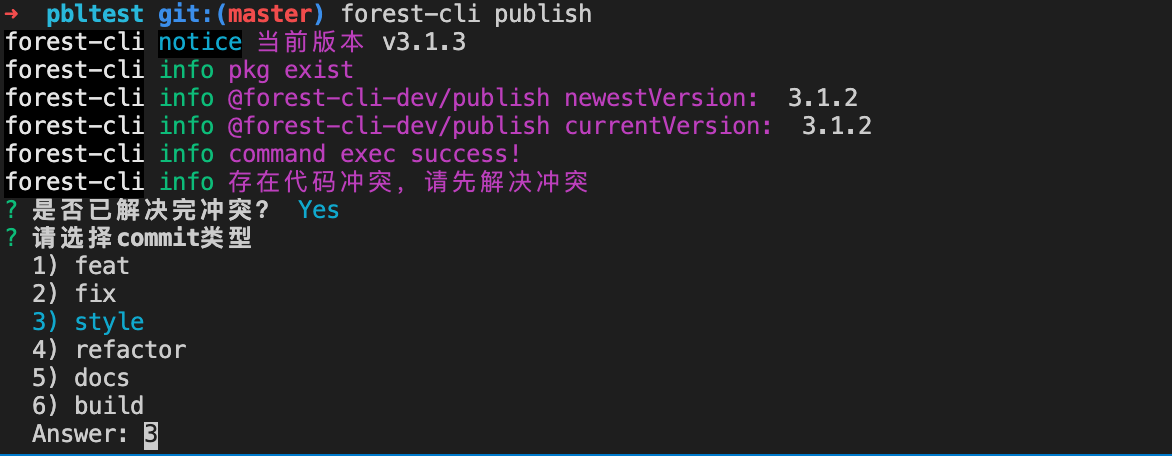 → pbltest git:(master) forest-cli publish
forest-cli notice 当前版本 v3.1.3
forest-cli info pkg exist
forest-cli info @forest-cli-dev/publish newestVersion: 3.1.2
forest-cli info @forest-cli-dev/publish currentVersion: 3.1.2
forest-cli info command exec success!
forest-cli info 存在代码冲突，请先解决冲突
? 是否已解决完冲突? Yes
? 请选择commit类型
1) feat
2) fix
3) style
4) refactor
5) docs
6) build
Answer: 3